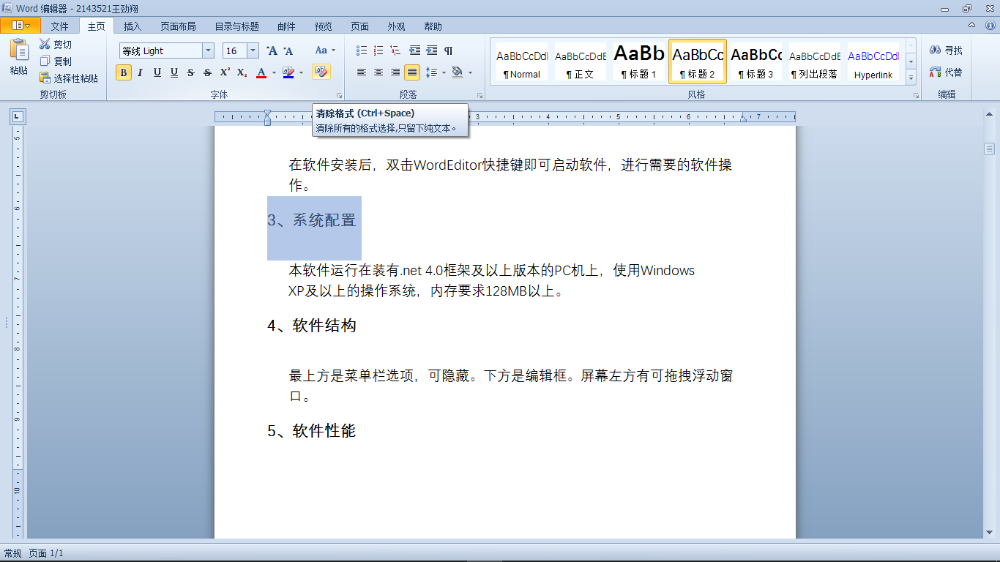 Word 编辑器 - 2143521王劲翔
文件 主页 插入 页面布局 目录与标题 邮件 预览 页面 外观 帮助
粘贴
剪切
复制
选择性粘贴
剪切板
等线 Light 16
字体
段落
AaBbCcDdI ¶ Normal
AaBbCcDdE ¶ 正文
AaBb ¶ 标题 1
AaBbCc ¶ 标题 2
AaBbCc ¶ 标题 3
AaBbCcDdE ¶ 列出段落
AaBbCcDdI Hyperlink
风格
寻找
代替
编辑
清除格式 (Ctrl+Space)
清除所有的格式选择,只留下纯文本。
3 4 5 6 7
5
6
7
8
9
10
在软件安装后，双击WordEditor快捷键即可启动软件，进行需要的软件操
作。
3、系统配置
本软件运行在装有.net 4.0框架及以上版本的PC机上，使用Windows
XP及以上的操作系统，内存要求128MB以上。
4、软件结构
最上方是菜单栏选项，可隐藏。下方是编辑框。屏幕左方有可拖拽浮动窗
口。
5、软件性能
常规 页面 1/1